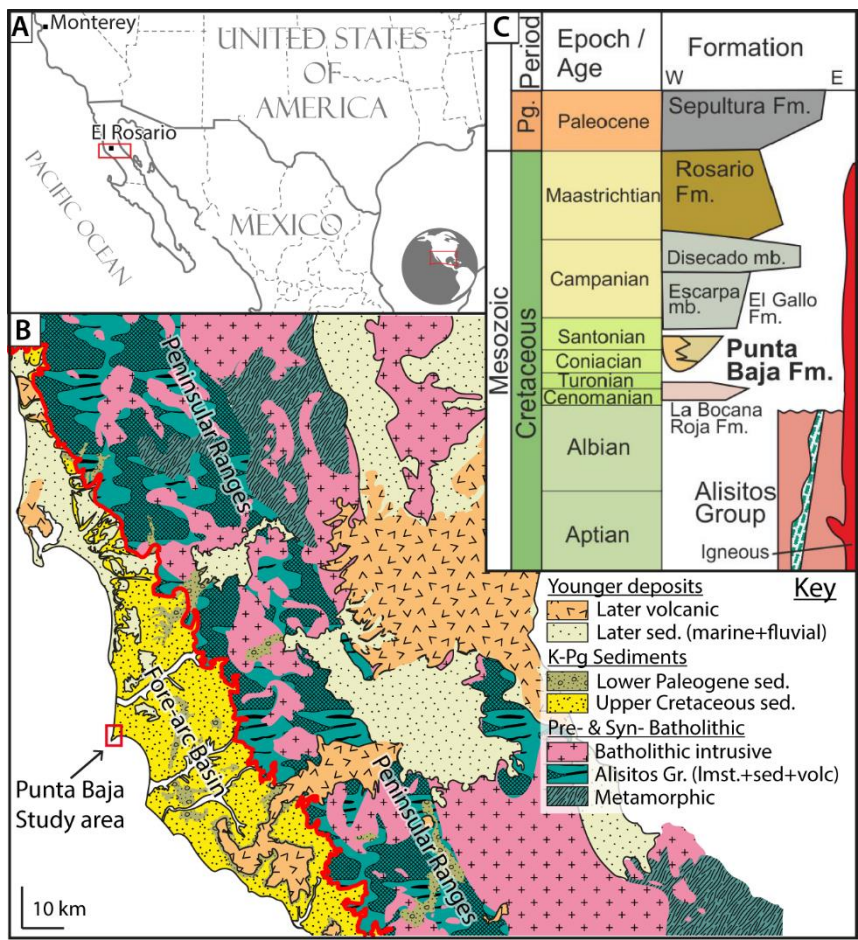 A
Monterey
UNITED STATES
OF
AMERICA
El Rosario
PACIFIC OCEAN
MEXICO
C
Period
Epoch /
Age
Formation
W
E
Pg.
Paleocene
Sepultura Fm.
Mesozoic
Cretaceous
Maastrichtian
Rosario
Fm.
Campanian
Disecado mb.
Escarpa
mb.
El Gallo
Fm.
Santonian
Coniacian
Turonian
Cenomanian
Punta
Baja Fm.
La Bocana
Roja Fm.
Albian
Aptian
Alisitos
Group
Igneous
B
Peninsular Ranges
Fore-arc Basin
Peninsular Ranges
Punta Baja
Study area
10 km
Key
Younger deposits
Later volcanic
Later sed. (marine+fluvial)
K-Pg Sediments
Lower Paleogene sed.
Upper Cretaceous sed.
Pre- & Syn- Batholithic
Batholithic intrusive
Alisitos Gr. (lmst.+sed+volc)
Metamorphic